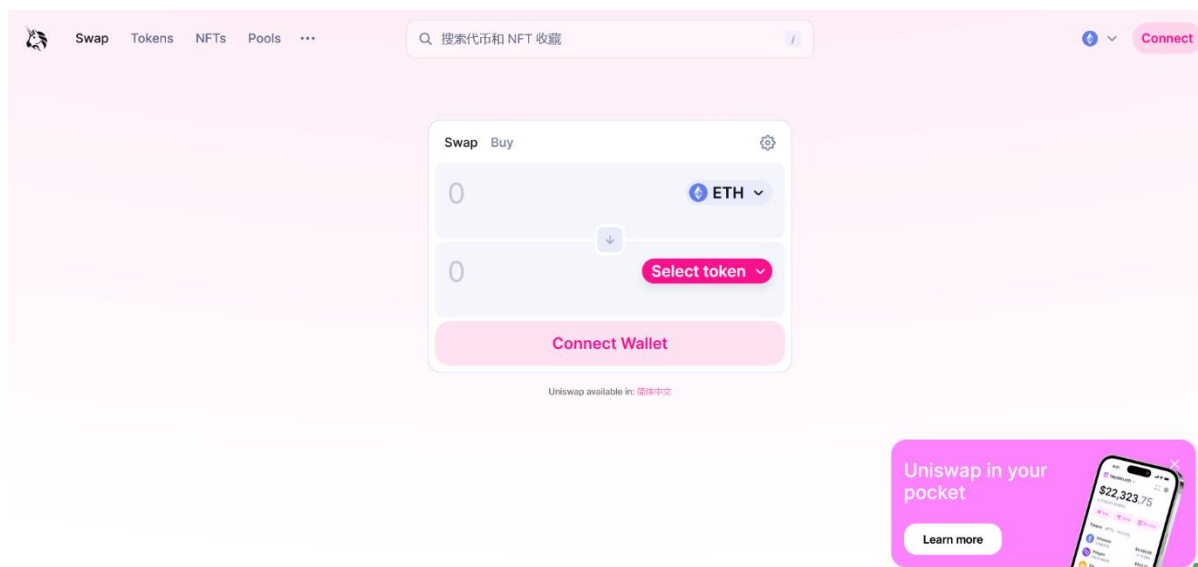 Swap Tokens NFTs Pools ···
搜索代币和 NFT 收藏 /
Connect
Swap Buy
0 ETH
0 Select token
Connect Wallet
Uniswap available in: 简体中文
Uniswap in your
pocket
$22,323.75
Learn more